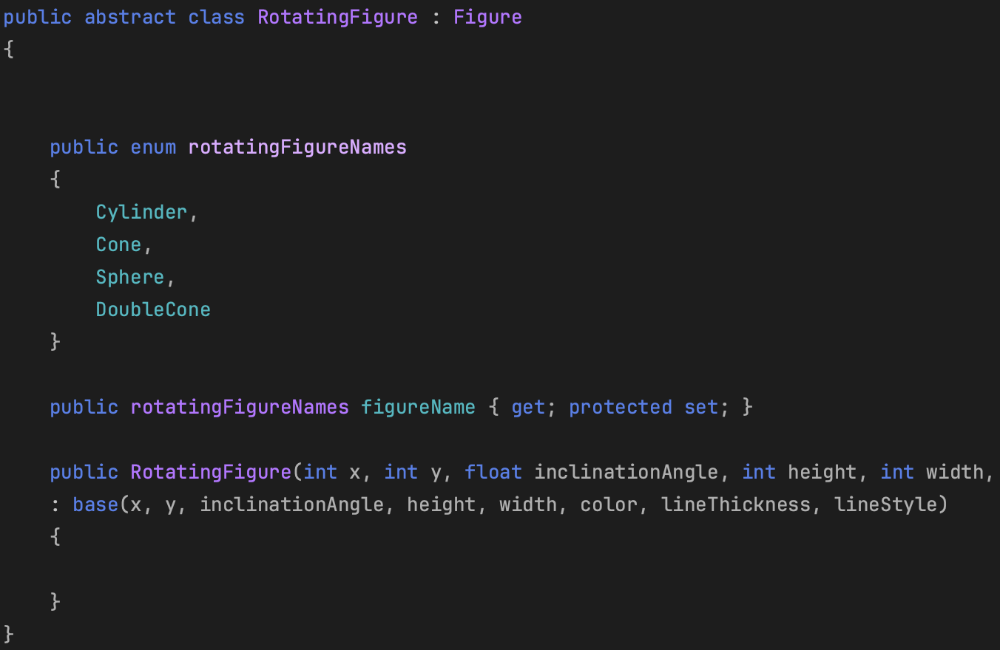 public abstract class RotatingFigure : Figure
{
public enum rotatingFigureNames
{
Cylinder,
Cone,
Sphere,
DoubleCone
}
public rotatingFigureNames figureName { get; protected set; }
public RotatingFigure(int x, int y, float inclinationAngle, int height, int width,
: base(x, y, inclinationAngle, height, width, color, lineThickness, lineStyle)
{
}
}